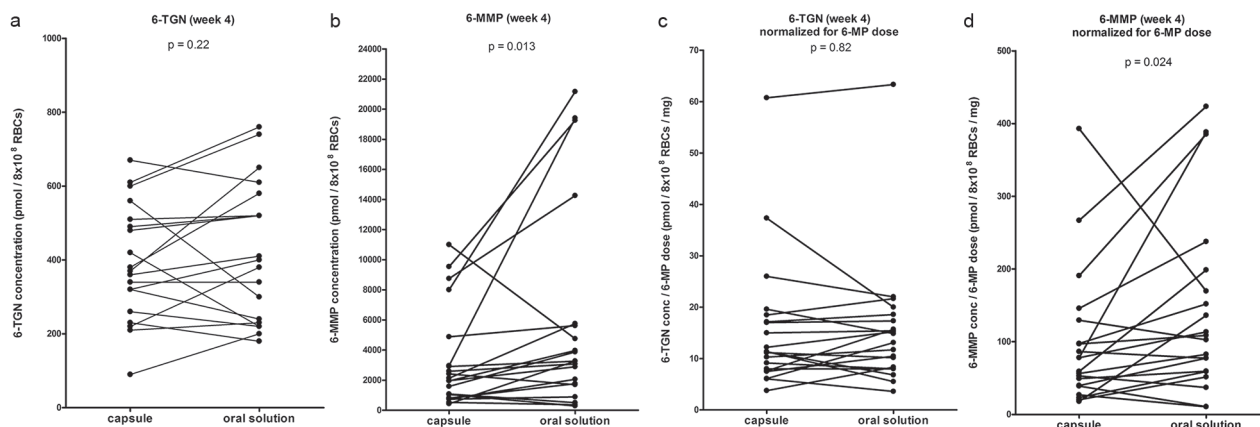 a
6-TGN (week 4)
p = 0.22
6-TGN concentration (pmol / 8x10⁸ RBCs)
1000
800
600
400
200
0
capsule
oral solution
b
6-MMP (week 4)
p = 0.013
6-MMP concentration (pmol / 8x10⁸ RBCs)
24000
22000
20000
18000
16000
14000
12000
10000
8000
6000
4000
2000
0
capsule
oral solution
c
6-TGN (week 4)
normalized for 6-MP dose
p = 0.82
6-TGN conc / 6-MP dose (pmol / 8x10⁸ RBCs / mg)
70
60
50
40
30
20
10
0
capsule
oral solution
d
6-MMP (week 4)
normalized for 6-MP dose
p = 0.024
6-MMP conc / 6-MP dose (pmol / 8x10⁸ RBCs / mg)
500
400
300
200
100
0
capsule
oral solution